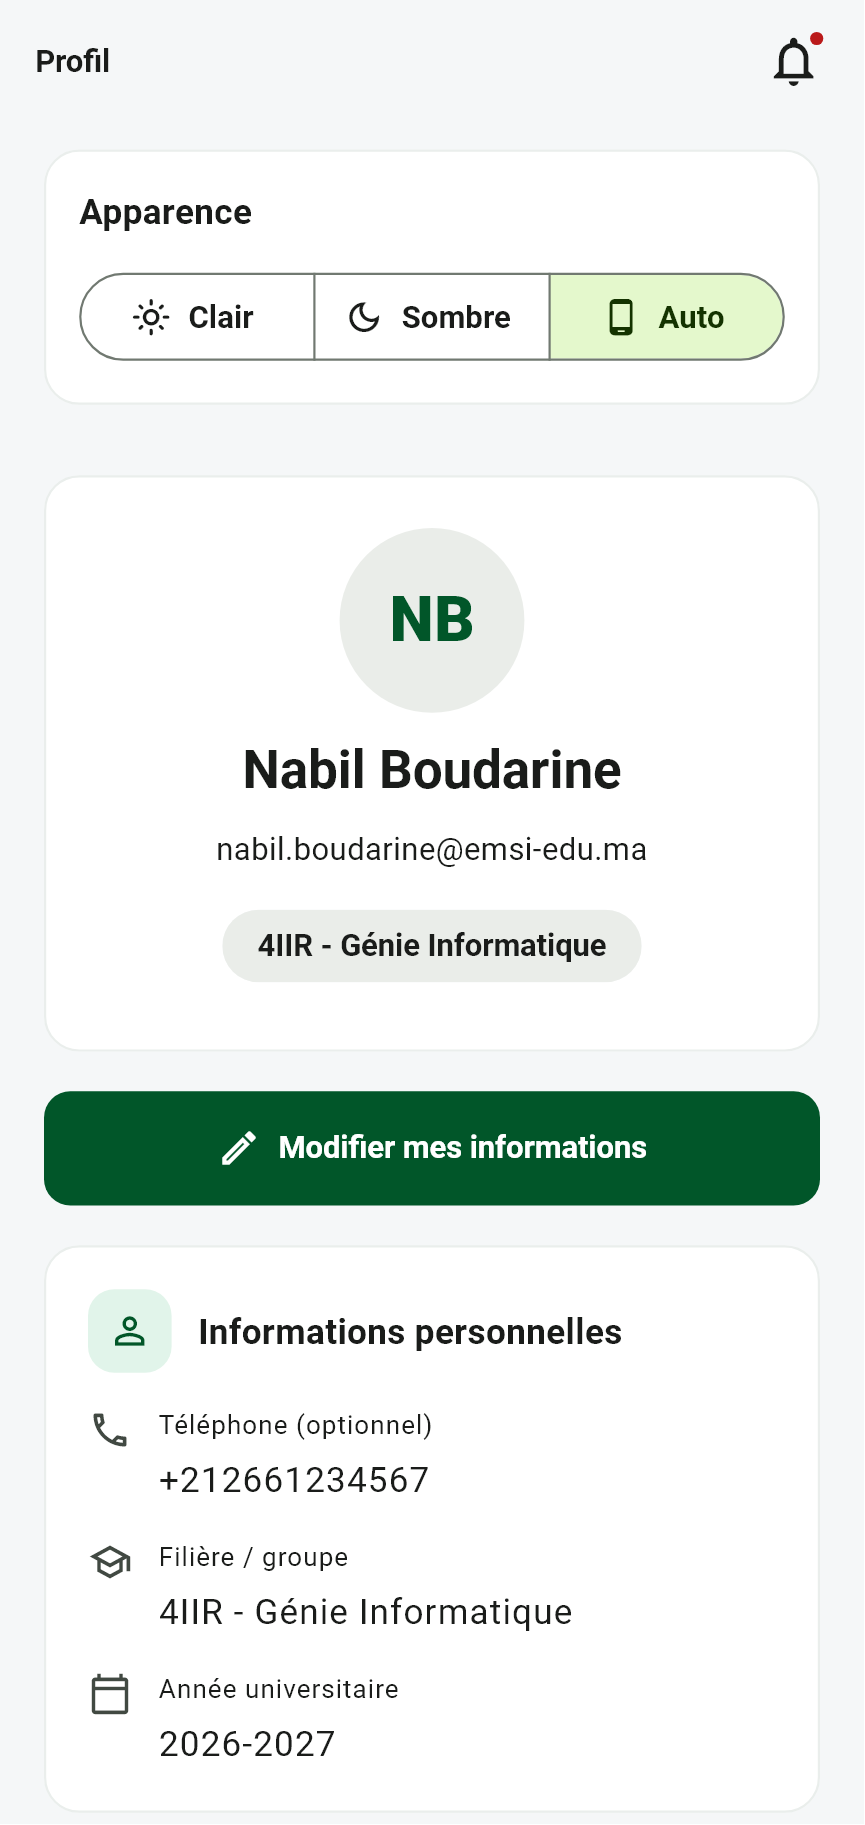 Profil
Apparence
Clair
Sombre
Auto
NB
Nabil Boudarine
nabil.boudarine@emsi-edu.ma
4IIR - Génie Informatique
Modifier mes informations
Informations personnelles
Téléphone (optionnel)
+212661234567
Filière / groupe
4IIR - Génie Informatique
Année universitaire
2026-2027